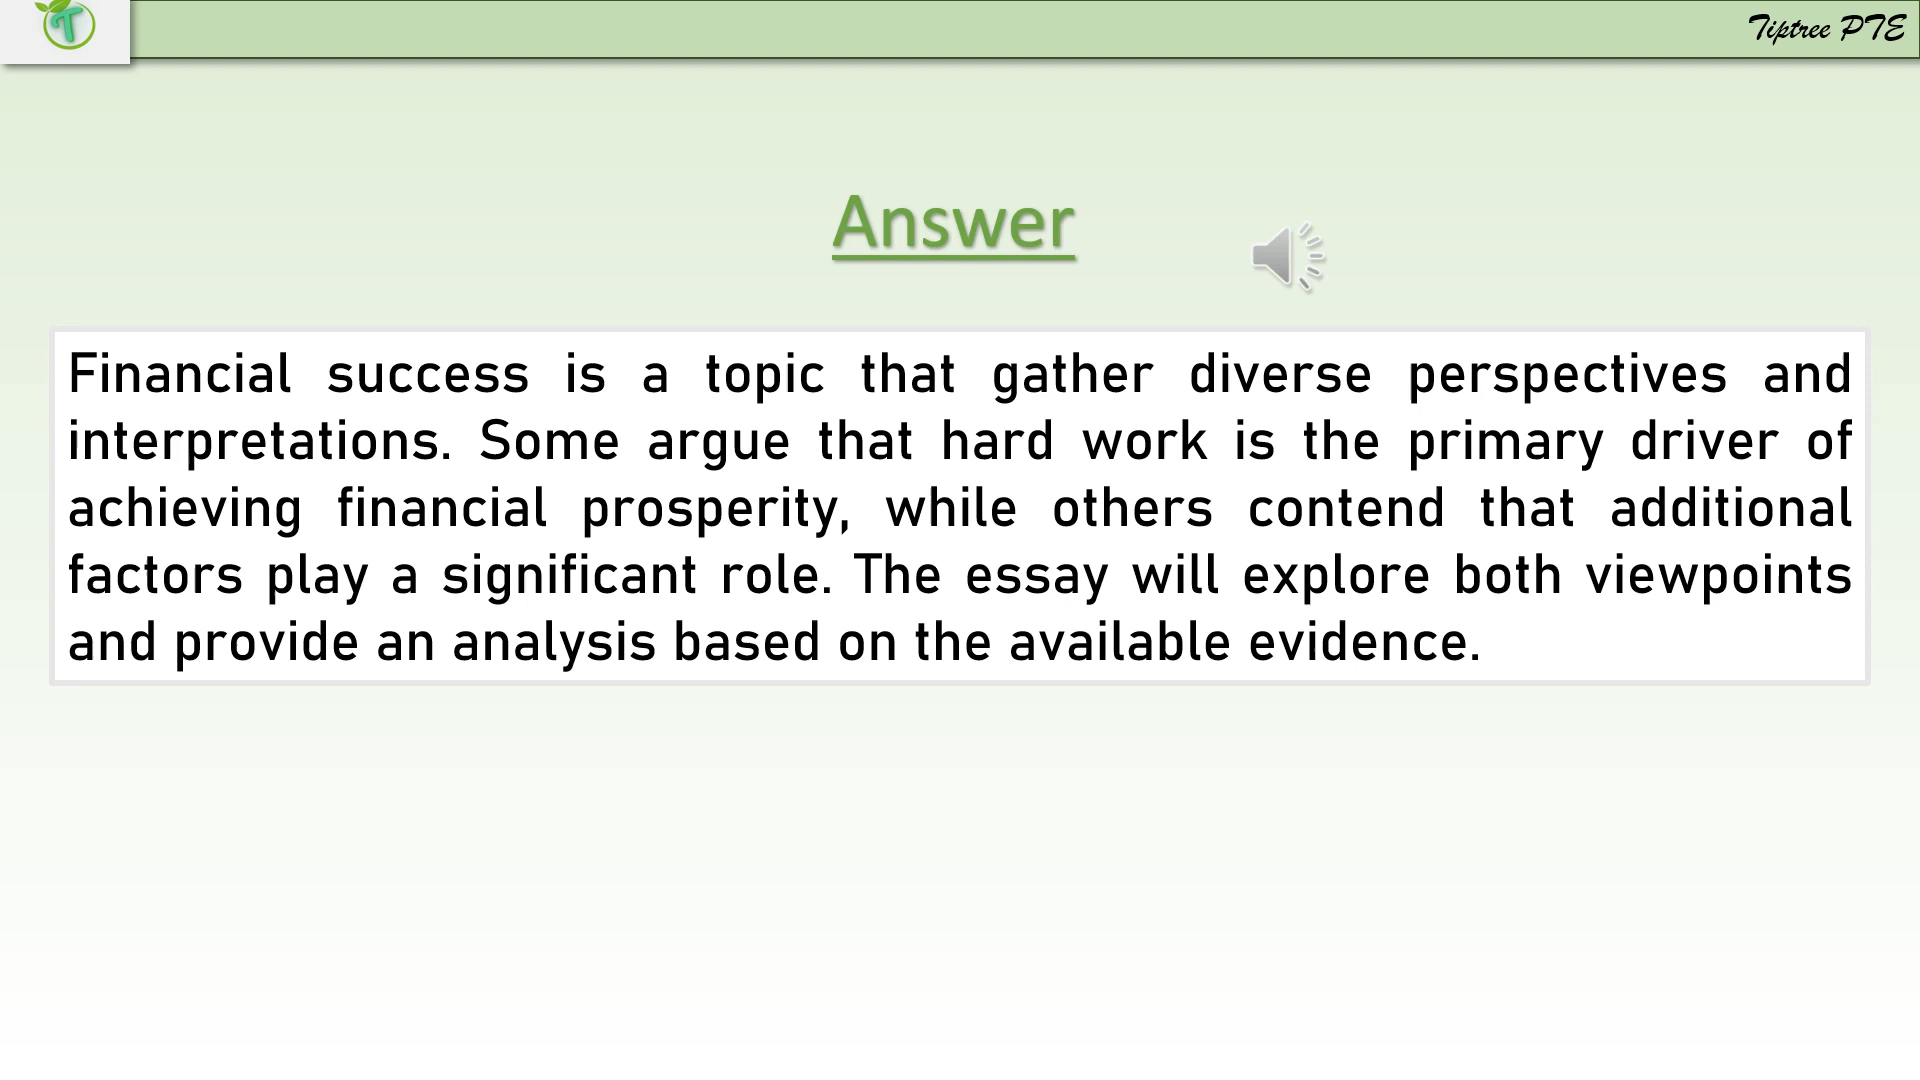 T
Tiptree PTE
Answer
Financial success is a topic that gather diverse perspectives and
interpretations. Some argue that hard work is the primary driver of
achieving financial prosperity, while others contend that additional
factors play a significant role. The essay will explore both viewpoints
and provide an analysis based on the available evidence.